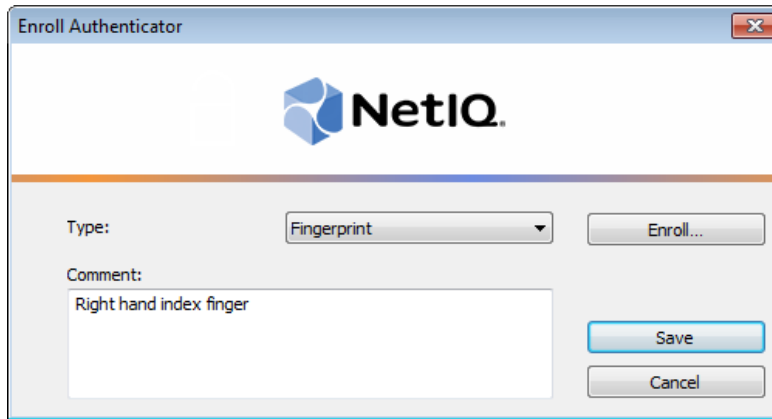 Enroll Authenticator
NetIQ.
Type:
Fingerprint
Enroll...
Comment:
Right hand index finger
Save
Cancel